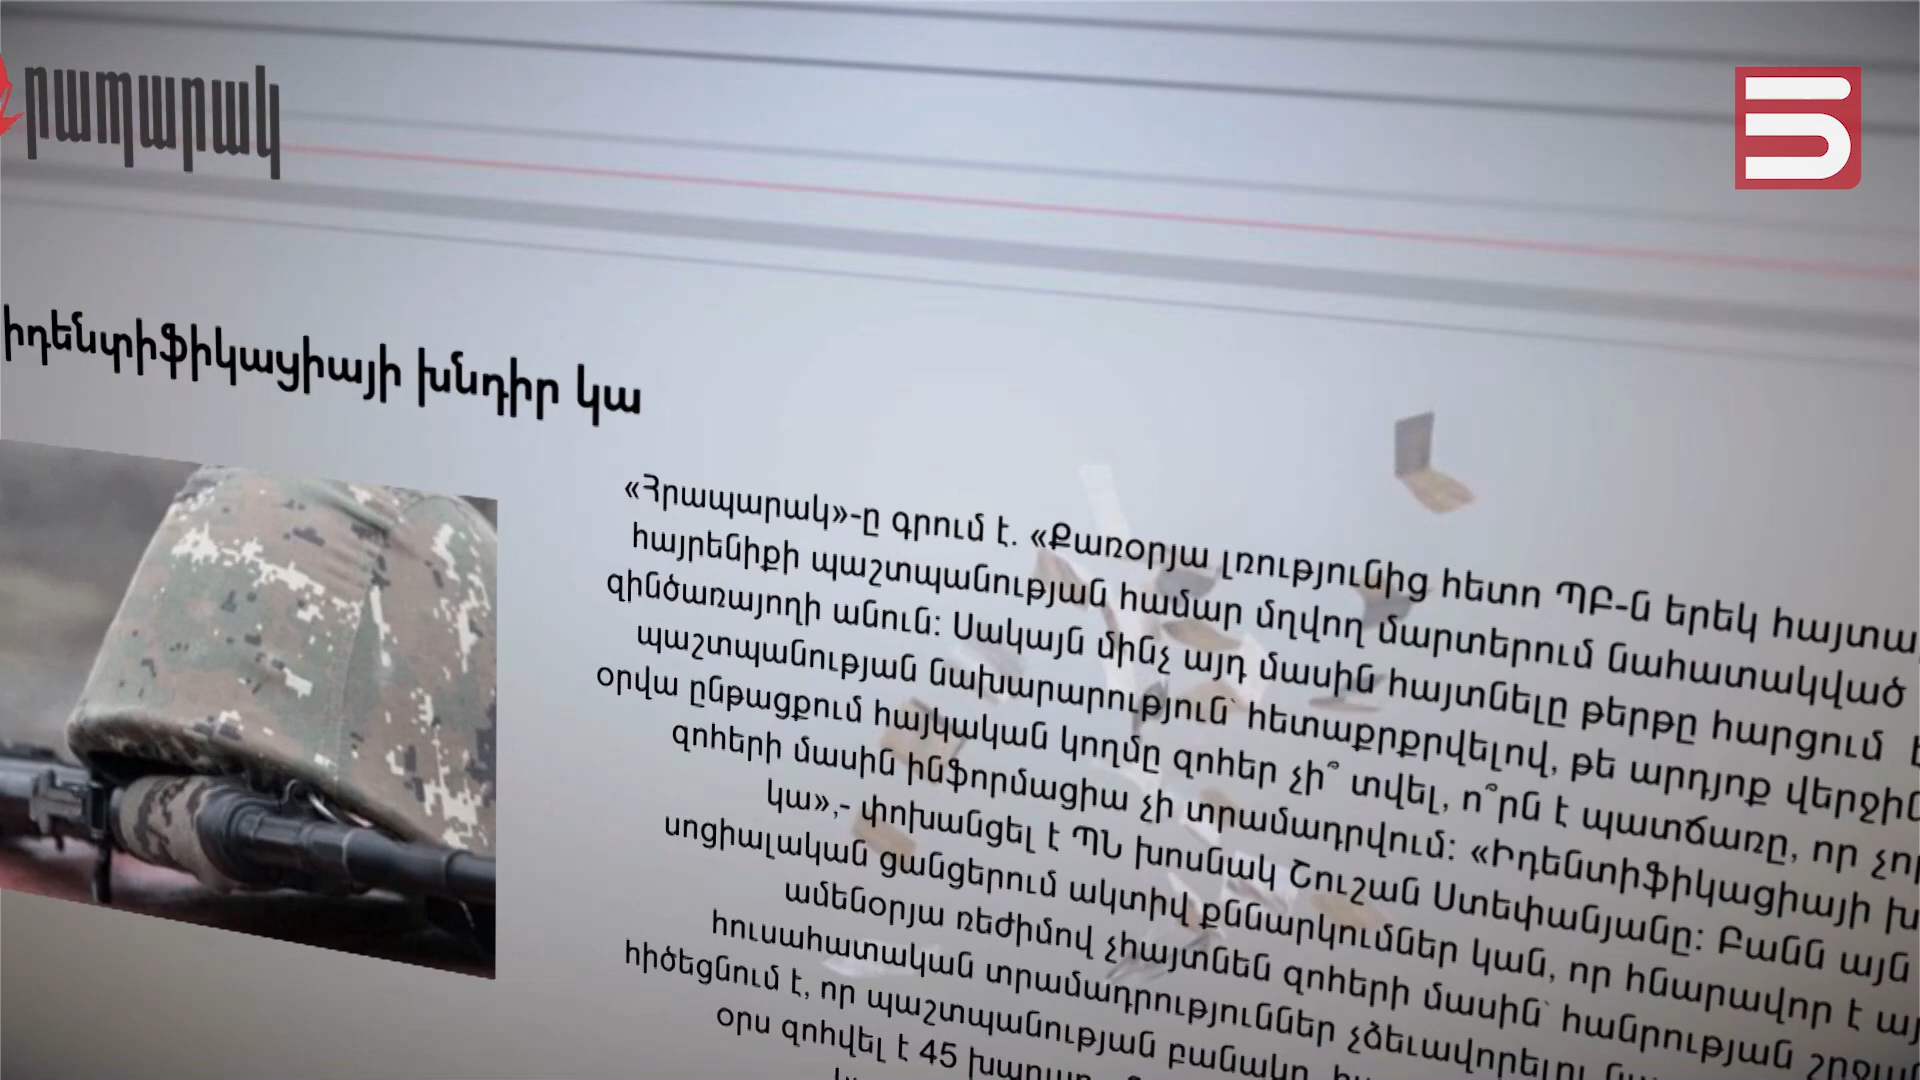 րապարակ
իդենտիֆիկացիայի խնդիր կա
«Հրապարակ»-ը գրում է. «Քառօրյա լռությունից հետո ՊԲ-ն երեկ
հայրենիքի պաշտպանության համար մղվող մարտերում նահատակված
զինծառայողի անուն: Սակայն մինչ այդ մասին հայտնելը թերթը հարցում
պաշտպանության նախարարություն` հետաքրքրվելով, թե արդյոք
օրվա ընթացքում հայկական կողմը զոհեր չի՞ տվել, ո՞րն է պատճառը, որ
զոհերի մասին ինֆորմացիա չի տրամադրվում: «Իդենտիֆիկացիայի
կա»,- փոխանցել է ՊՆ խոսնակ Շուշան Ստեփանյանը: Բանն այն
սոցիալական ցանցերում ակտիվ քննարկումներ կան, որ հնարավոր է
ամենօրյա ռեժիմով չհայտնեն զոհերի մասին` հանրության
հուսահատական տրամադրություններ չձեւավորելու
հիծեցնում է, որ պաշտպանության բանակը
օրս զոհվել է 45